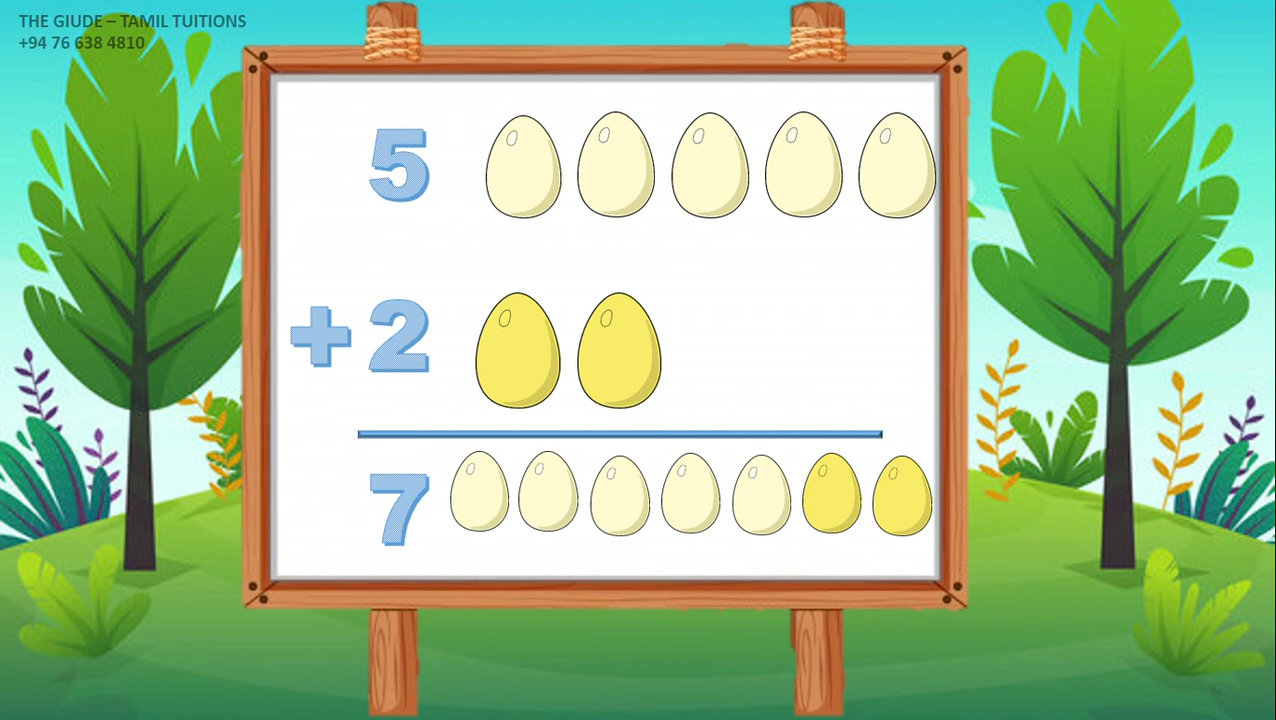 THE GIUDE – TAMIL TUITIONS
+94 76 638 4810
5
+ 2
7